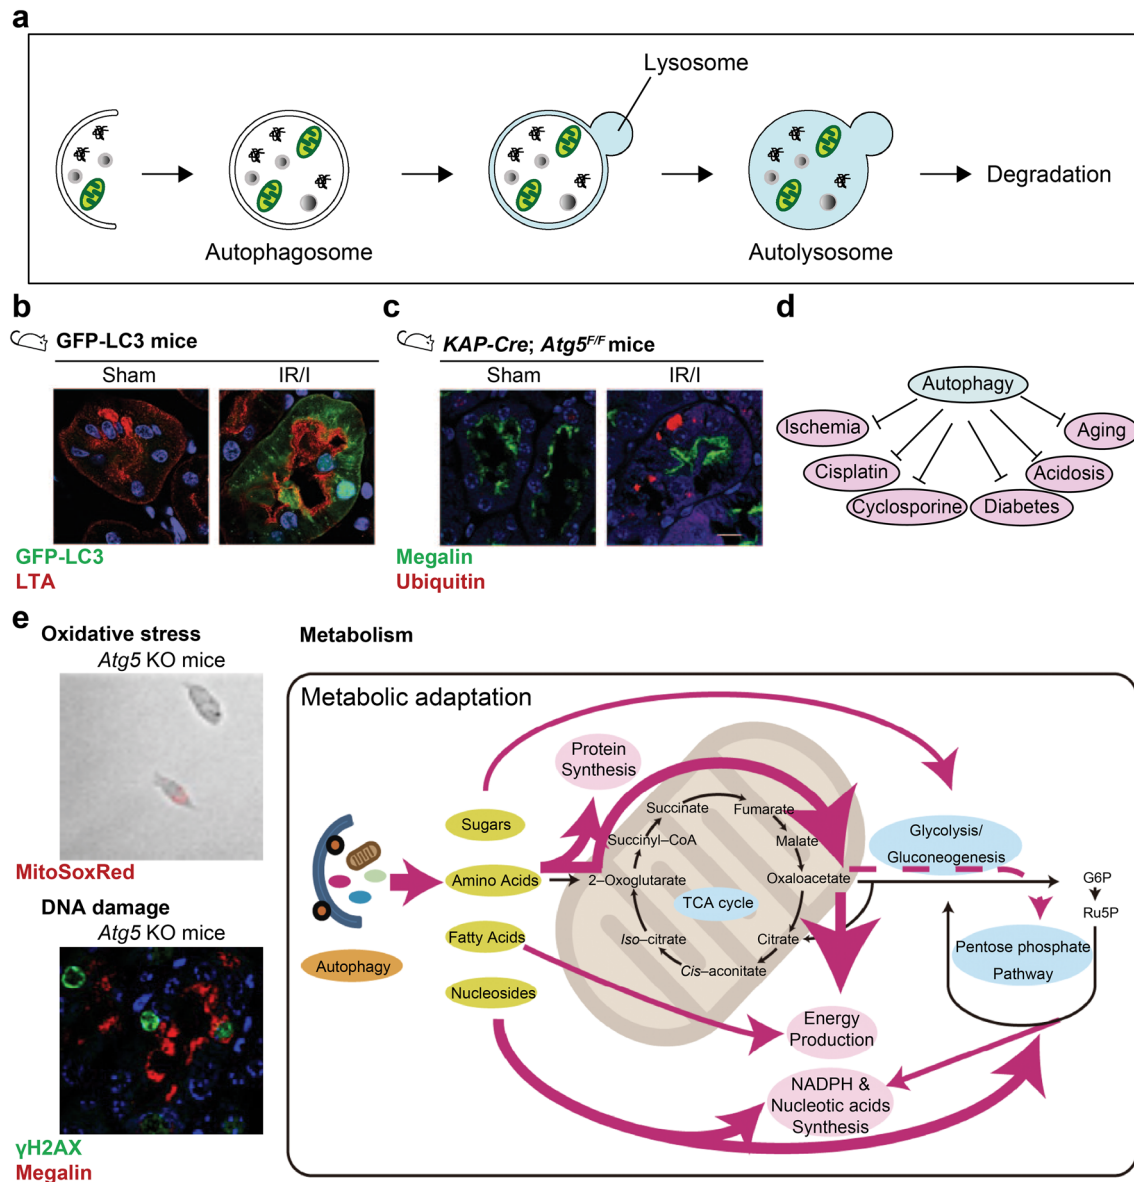 a
Lysosome
Degradation
Autophagosome
Autolysosome
b
GFP-LC3 mice
Sham
IR/I
GFP-LC3
LTA
c
KAP-Cre; Atg5F/F mice
Sham
IR/I
Megalin
Ubiquitin
d
Autophagy
Ischemia
Aging
Cisplatin
Acidosis
Cyclosporine
Diabetes
e
Oxidative stress
Atg5 KO mice
MitoSoxRed
DNA damage
Atg5 KO mice
γH2AX
Megalin
Metabolism
Metabolic adaptation
Protein
Synthesis
Sugars
Amino Acids
Fatty Acids
Nucleosides
Autophagy
Succinate
Fumarate
Succinyl–CoA
Malate
2–Oxoglutarate
Oxaloacetate
TCA cycle
Iso–citrate
Citrate
Cis–aconitate
Glycolysis/
Gluconeogenesis
G6P
Ru5P
Pentose phosphate
Pathway
Energy
Production
NADPH &
Nucleotic acids
Synthesis